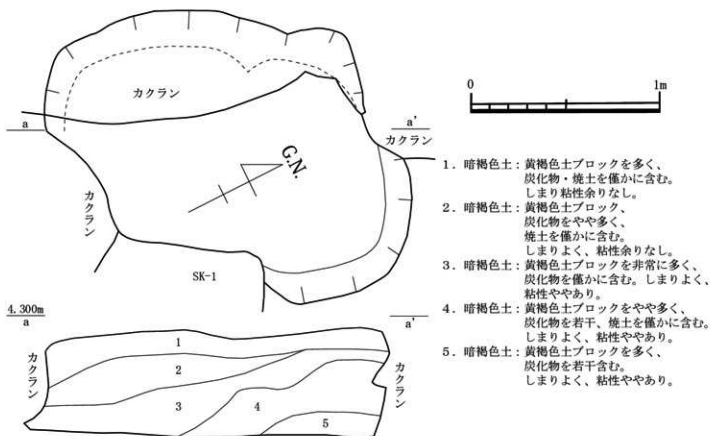 カクラン
a
a'
カクラン
カクラン
G.N.
SK-1
0 1m
1. 暗褐色土：黄褐色土ブロックを多く、
炭化物・焼土を僅かに含む。
しまり粘性余りなし。
2. 暗褐色土：黄褐色土ブロック、
炭化物をやや多く、
焼土を僅かに含む。
しまりよく、粘性余りなし。
3. 暗褐色土：黄褐色土ブロックを非常に多く、
炭化物を僅かに含む。しまりよく、
粘性ややあり。
4. 暗褐色土：黄褐色土ブロックをやや多く、
炭化物を若干、焼土を僅かに含む。
しまりよく、粘性ややあり。
5. 暗褐色土：黄褐色土ブロックを多く、
炭化物を若干含む。
しまりよく、粘性ややあり。
4.300m
a
a'
カクラン
カクラン
1
2
3
4
5